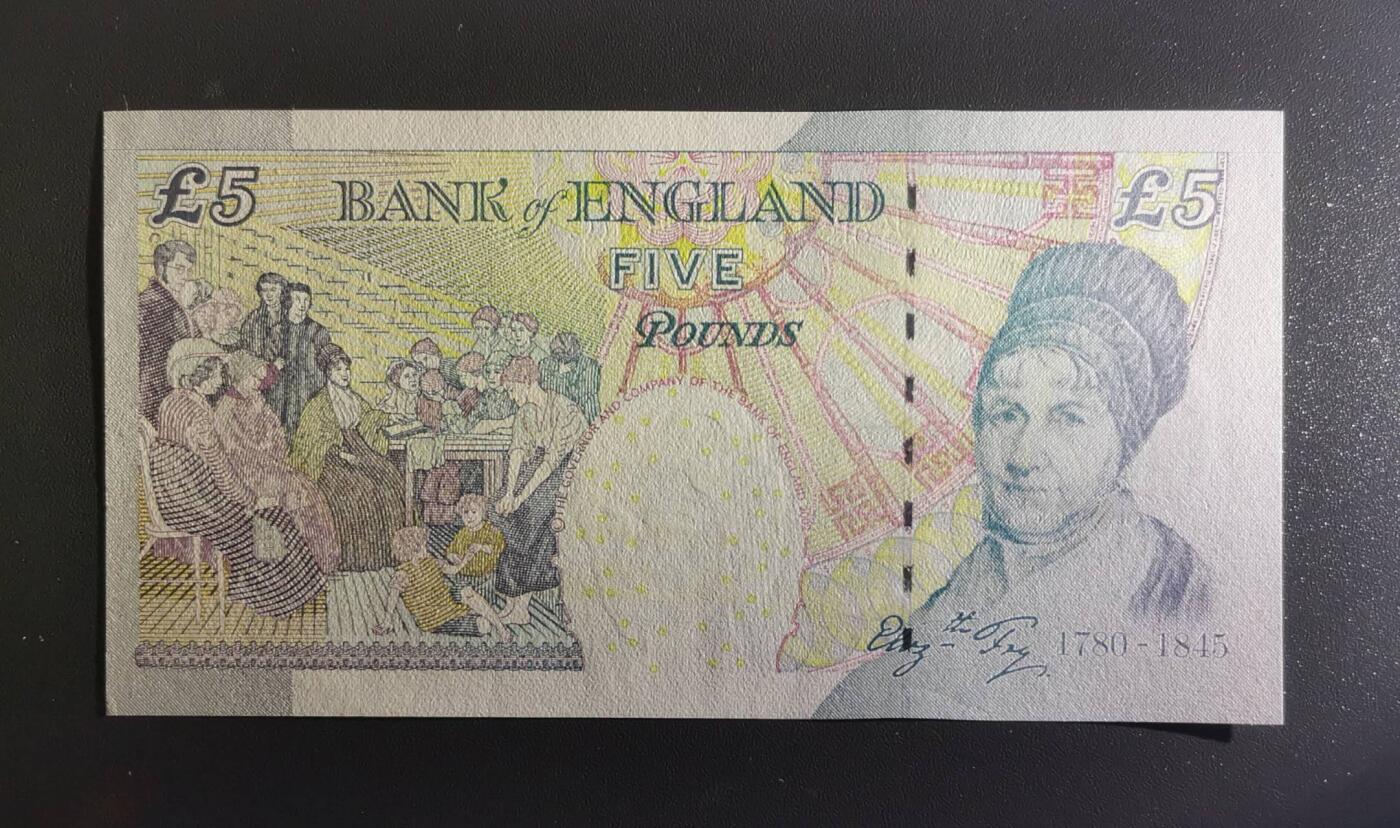 £5
BANK of ENGLAND
£5
FIVE
POUNDS
THE GOVERNOR AND COMPANY OF THE BANK OF ENGLAND
Eliz th Fry
1780 - 1845